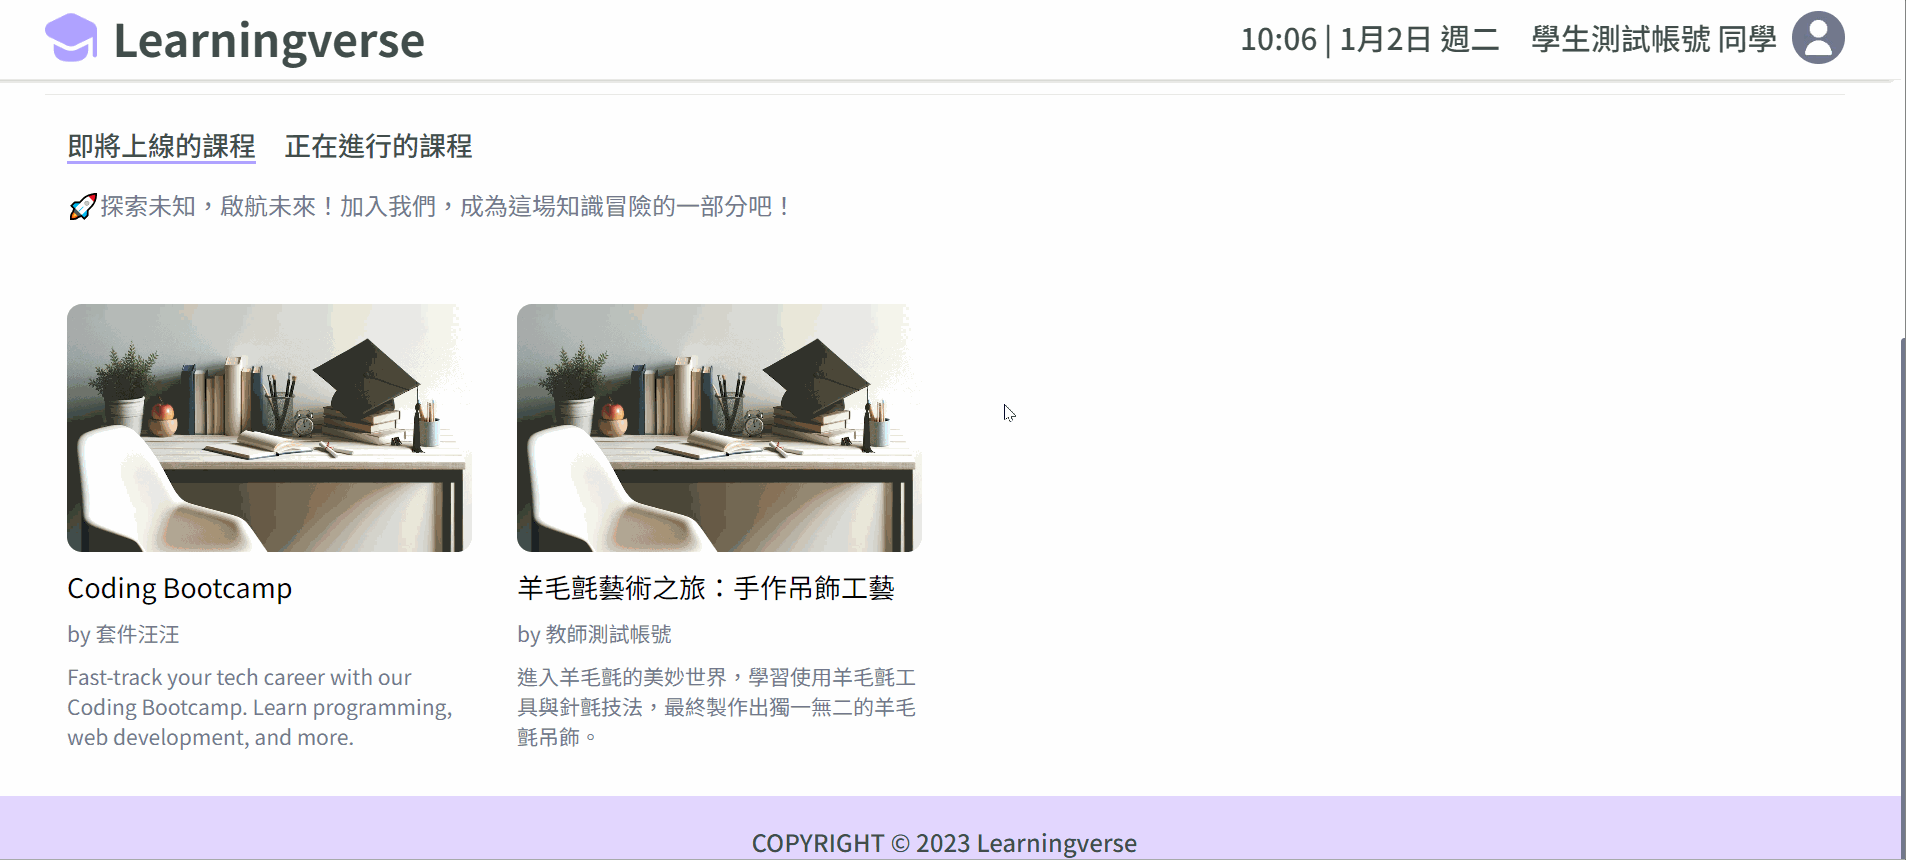 Learningverse
10:06 | 1月2日 週二 學生測試帳號 同學
即將上線的課程 正在進行的課程
🚀探索未知，啟航未來！加入我們，成為這場知識冒險的一部分吧！
Coding Bootcamp
by 套件汪汪
Fast-track your tech career with our
Coding Bootcamp. Learn programming,
web development, and more.
羊毛氈藝術之旅：手作吊飾工藝
by 教師測試帳號
進入羊毛氈的美妙世界，學習使用羊毛氈工
具與針氈技法，最終製作出獨一無二的羊毛
氈吊飾。
COPYRIGHT © 2023 Learningverse